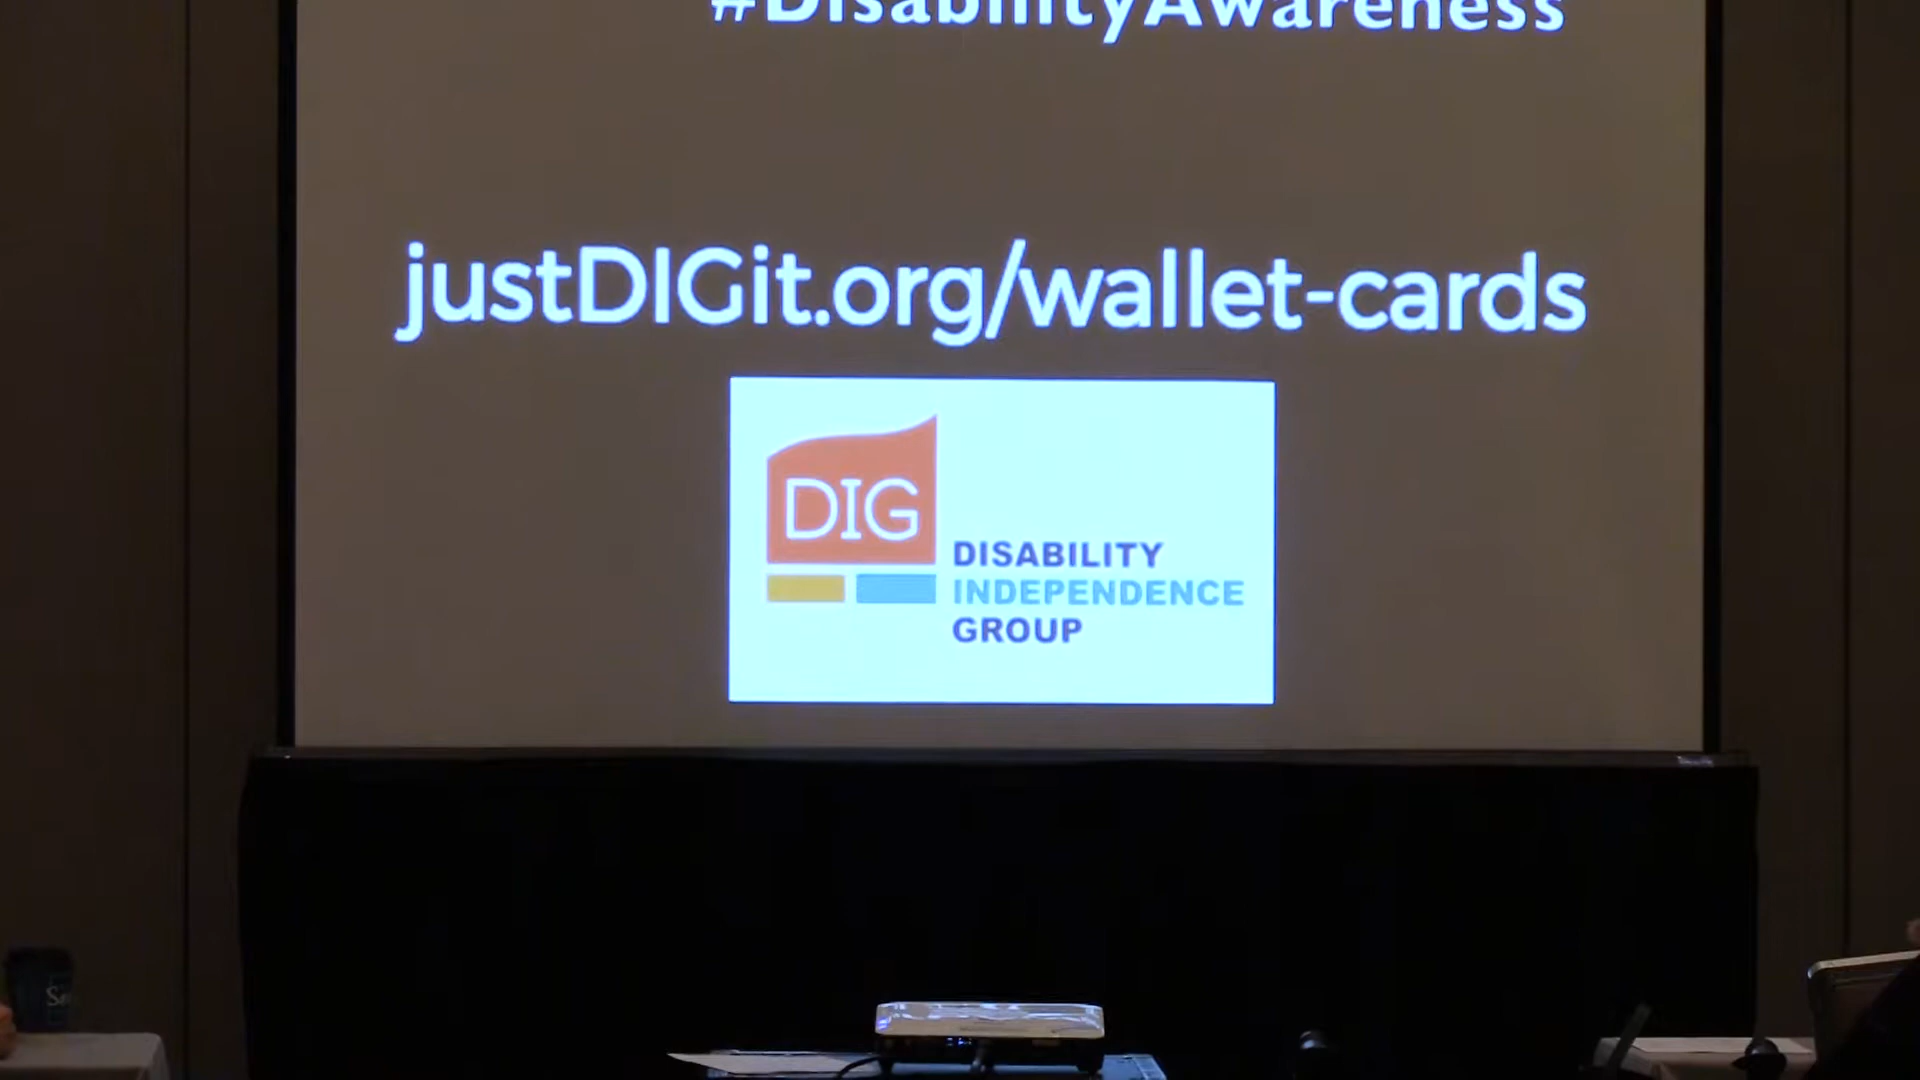 #DisabilityAwareness
justDIGit.org/wallet-cards
DIG
DISABILITY
INDEPENDENCE
GROUP